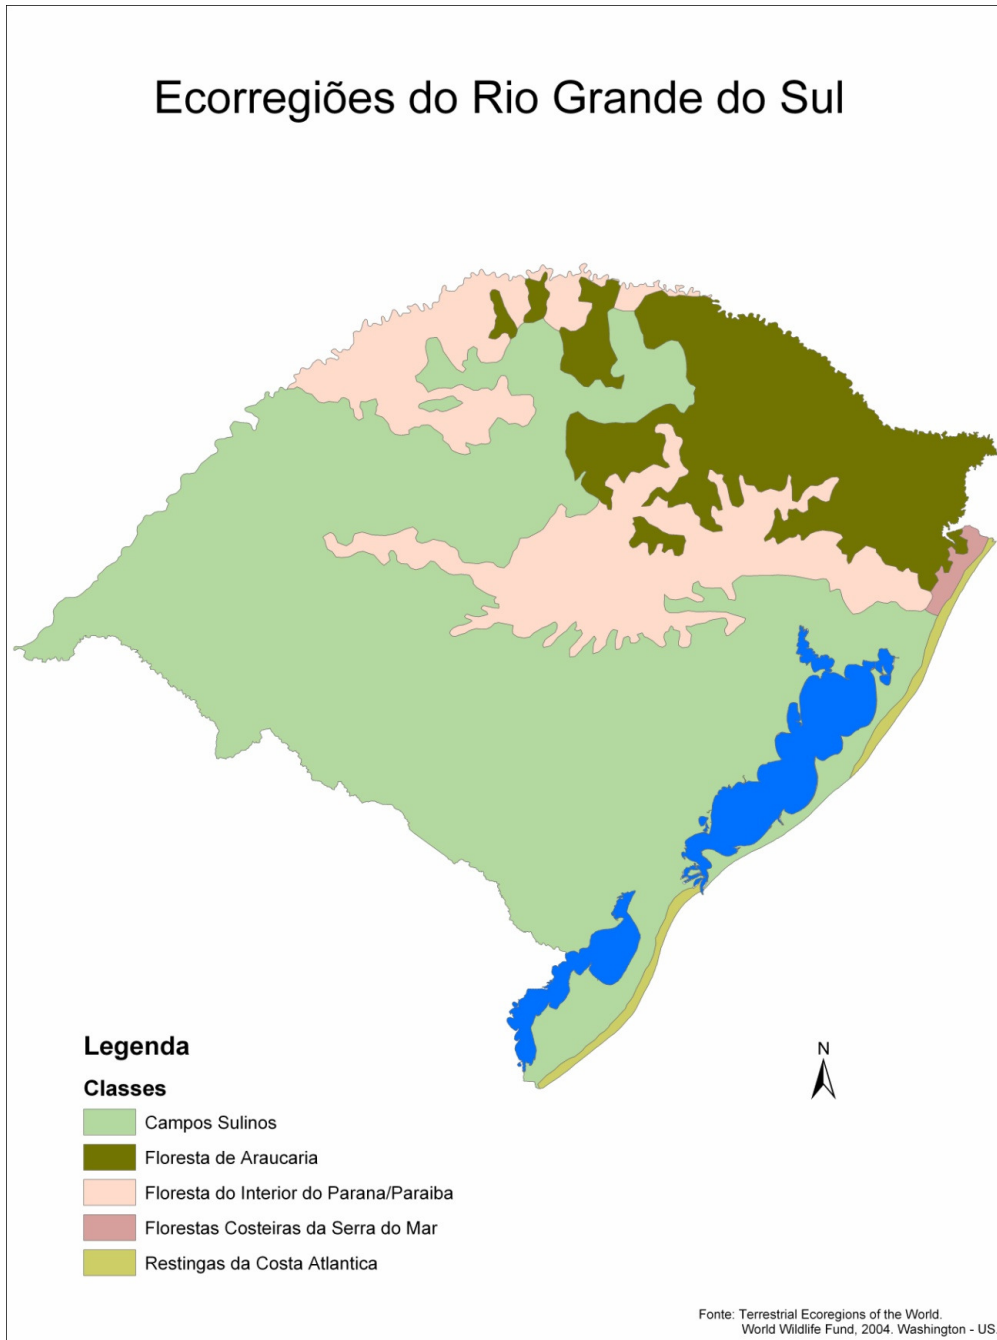 Ecorregiões do Rio Grande do Sul
N
Legenda
Classes
Campos Sulinos
Floresta de Araucaria
Floresta do Interior do Parana/Paraiba
Florestas Costeiras da Serra do Mar
Restingas da Costa Atlantica
Fonte: Terrestrial Ecoregions of the World.
World Wildlife Fund, 2004. Washington - US